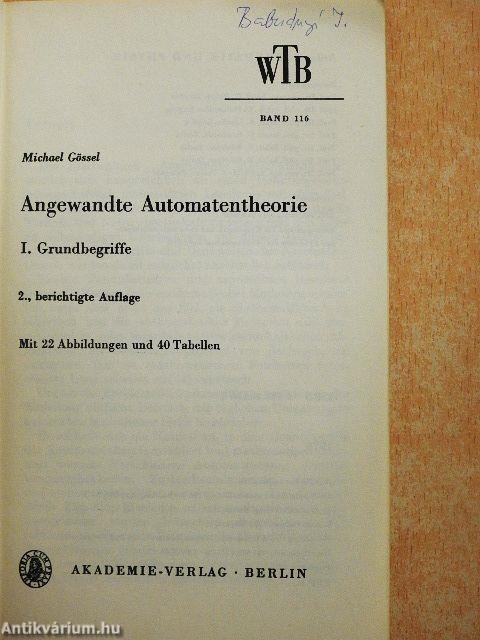 WTB
BAND 116
Michael Gössel
Angewandte Automatentheorie
I. Grundbegriffe
2., berichtigte Auflage
Mit 22 Abbildungen und 40 Tabellen
AKADEMIE-VERLAG · BERLIN
Antikvárium.hu